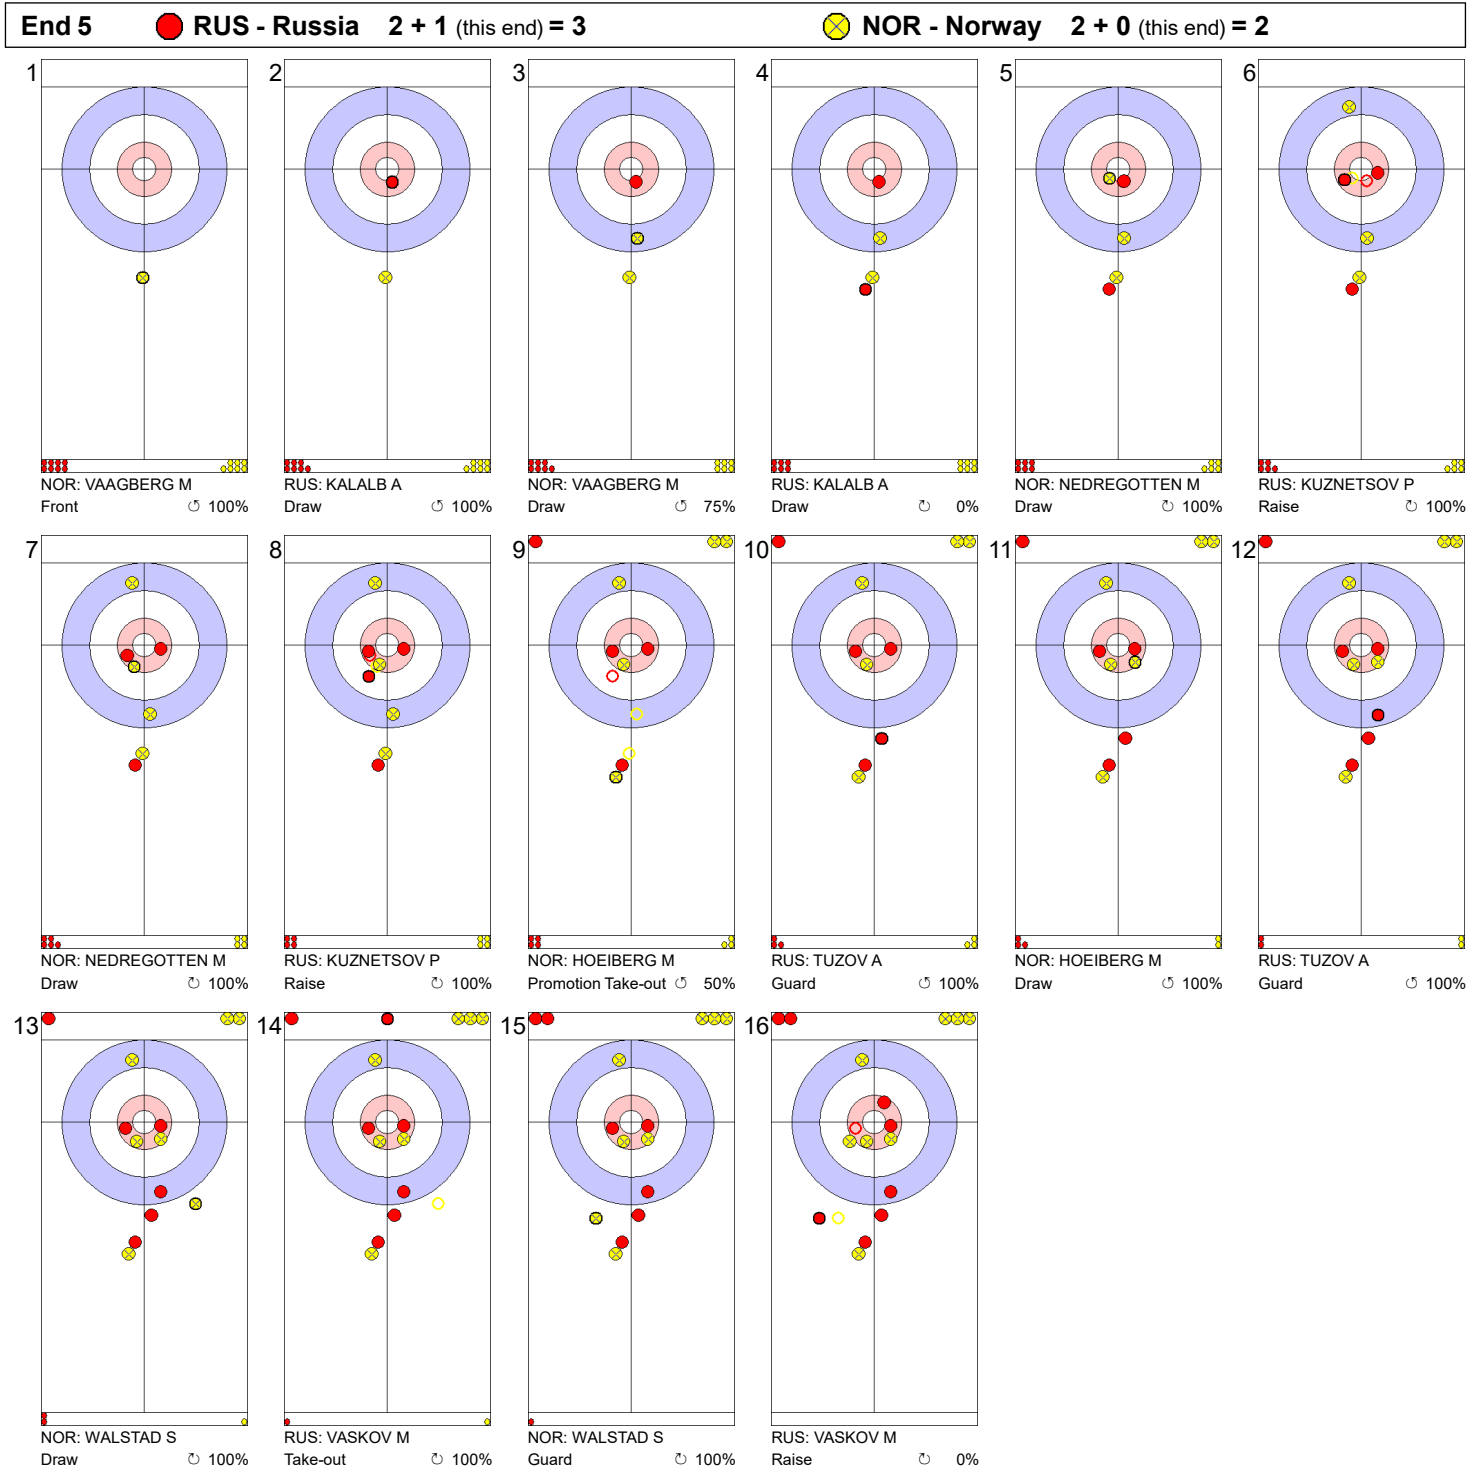 End 5 RUS - Russia 2 + 1 (this end) = 3 NOR - Norway 2 + 0 (this end) = 2
1 2 3 4 5 6
NOR: VAAGBERG M RUS: KALALB A NOR: VAAGBERG M RUS: KALALB A NOR: NEDREGOTTEN M RUS: KUZNETSOV P
Front ↺ 100% Draw ↺ 100% Draw ↺ 75% Draw ↻ 0% Draw ↻ 100% Raise ↻ 100%
7 8 9 10 11 12
NOR: NEDREGOTTEN M RUS: KUZNETSOV P NOR: HOEIBERG M RUS: TUZOV A NOR: HOEIBERG M RUS: TUZOV A
Draw ↻ 100% Raise ↻ 100% Promotion Take-out ↺ 50% Guard ↺ 100% Draw ↻ 100% Guard ↻ 100%
13 14 15 16
NOR: WALSTAD S RUS: VASKOV M NOR: WALSTAD S RUS: VASKOV M
Draw ↻ 100% Take-out ↻ 100% Guard ↻ 100% Raise ↻ 0%